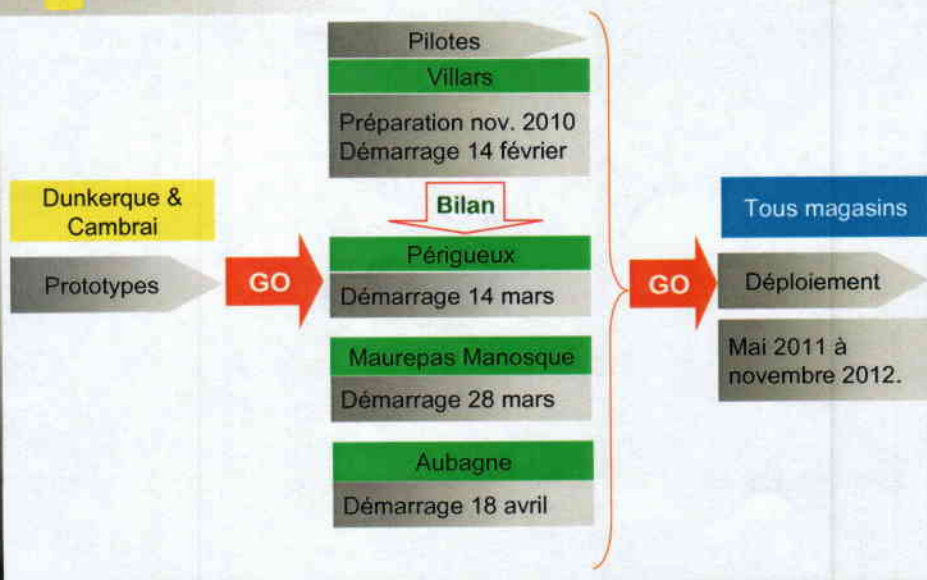 Dunkerque &
Cambrai
Prototypes
GO
Pilotes
Villars
Préparation nov. 2010
Démarrage 14 février
Bilan
Périgueux
Démarrage 14 mars
Maurepas Manosque
Démarrage 28 mars
Aubagne
Démarrage 18 avril
GO
Tous magasins
Déploiement
Mai 2011 à
novembre 2012.